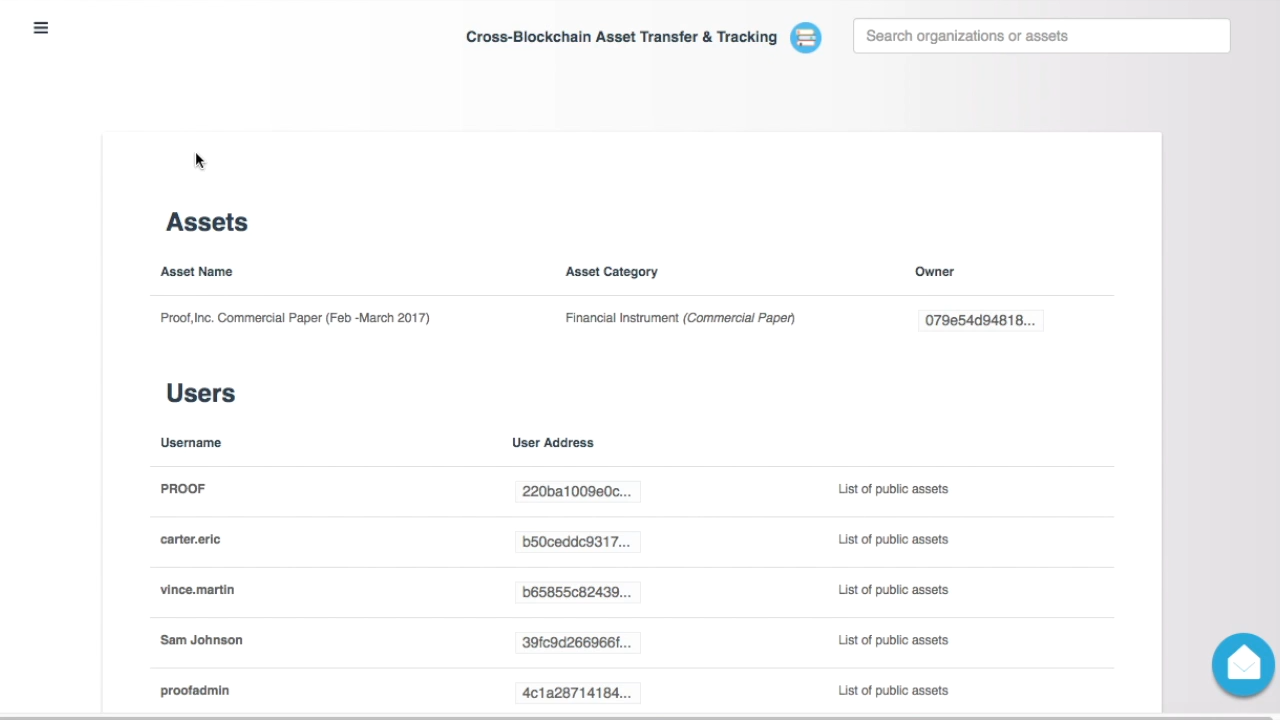 Cross-Blockchain Asset Transfer & Tracking
Search organizations or assets
Assets
Asset Name Asset Category Owner
Proof,Inc. Commercial Paper (Feb -March 2017) Financial Instrument (Commercial Paper) 079e54d94818...
Users
Username User Address
PROOF 220ba1009e0c... List of public assets
carter.eric b50ceddc9317... List of public assets
vince.martin b65855c82439... List of public assets
Sam Johnson 39fc9d266966f... List of public assets
proofadmin 4c1a28714184... List of public assets